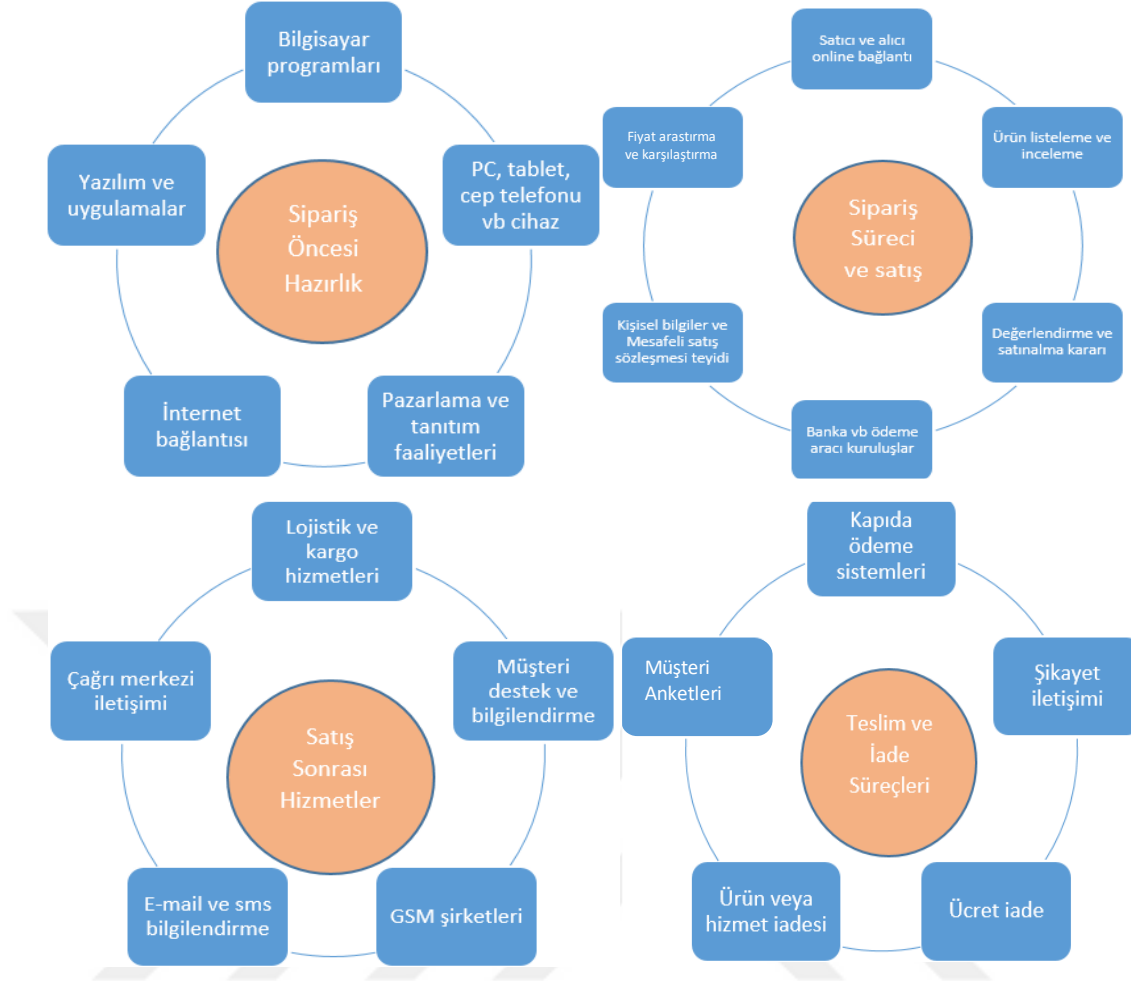 Bilgisayar
programları
PC, tablet,
cep telefonu
vb cihaz
Pazarlama ve
tanıtım
faaliyetleri
İnternet
bağlantısı
Yazılım ve
uygulamalar
Sipariş
Öncesi
Hazırlık
Satıcı ve alıcı
online bağlantı
Ürün listeleme ve
inceleme
Değerlendirme ve
satınalma kararı
Banka vb ödeme
aracı kuruluşlar
Kişisel bilgiler ve
Mesafeli satış
sözleşmesi teyidi
Fiyat arastırma
ve karşılaştırma
Sipariş
Süreci
ve satış
Lojistik ve
kargo
hizmetleri
Müşteri
destek ve
bilgilendirme
GSM şirketleri
E-mail ve sms
bilgilendirme
Çağrı merkezi
iletişimi
Satış
Sonrası
Hizmetler
Kapıda
ödeme
sistemleri
Şikayet
iletişimi
Ücret iade
Ürün veya
hizmet iadesi
Müşteri
Anketleri
Teslim ve
İade
Süreçleri